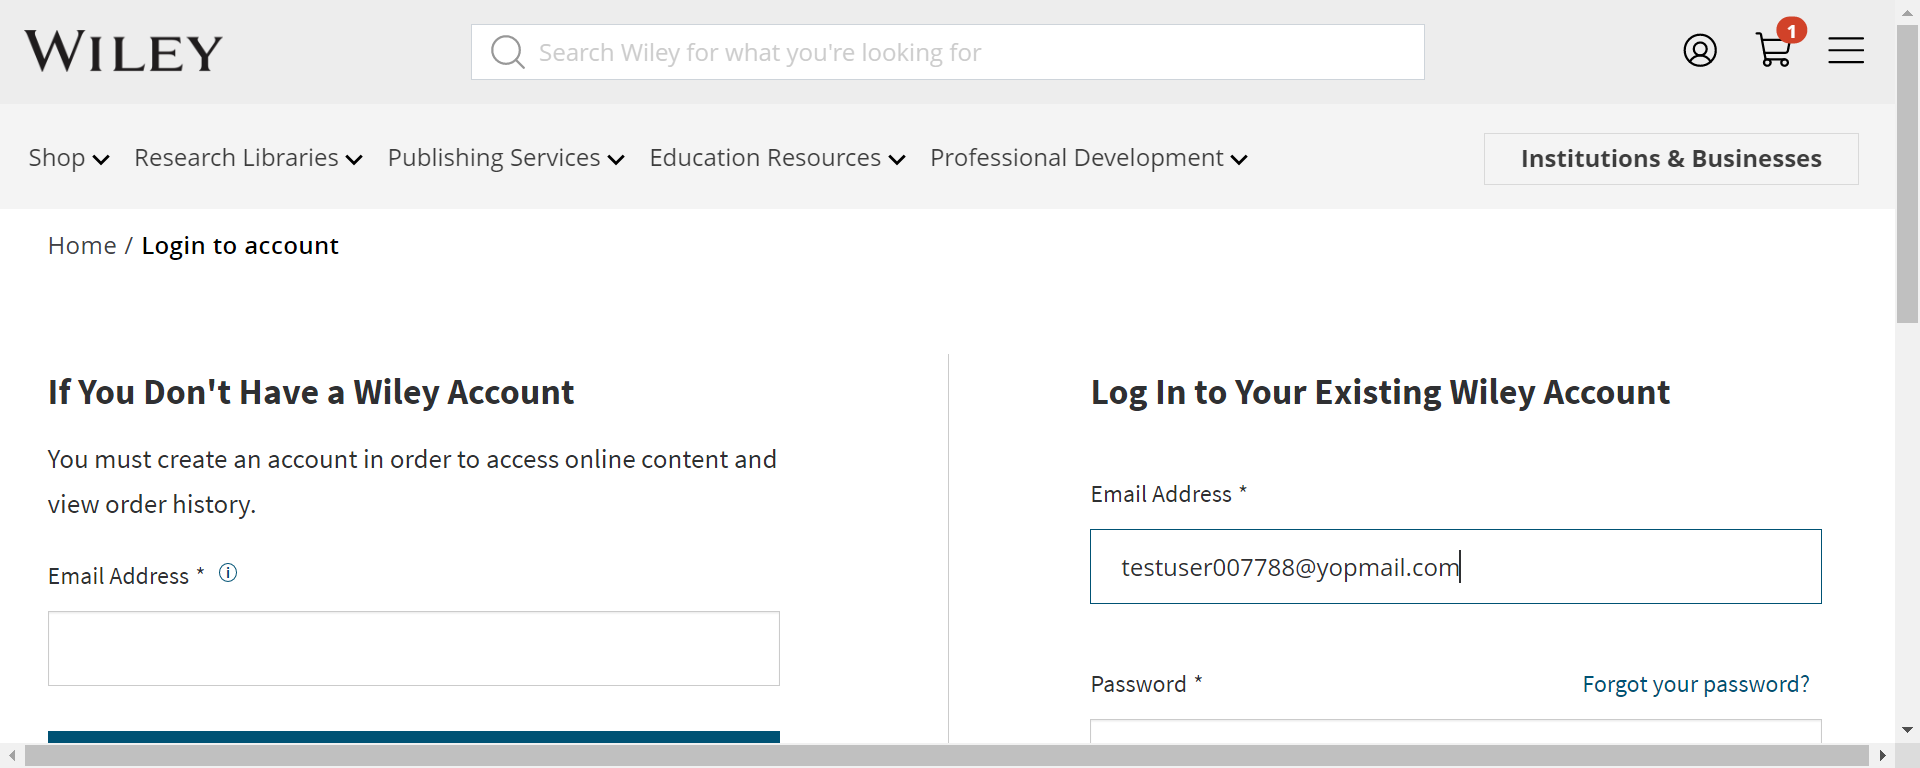 WILEY
Search Wiley for what you're looking for
1
Shop Research Libraries Publishing Services Education Resources Professional Development Institutions & Businesses
Home / Login to account
If You Don't Have a Wiley Account
You must create an account in order to access online content and
view order history.
Email Address *
Log In to Your Existing Wiley Account
Email Address *
testuser007788@yopmail.com
Password * Forgot your password?